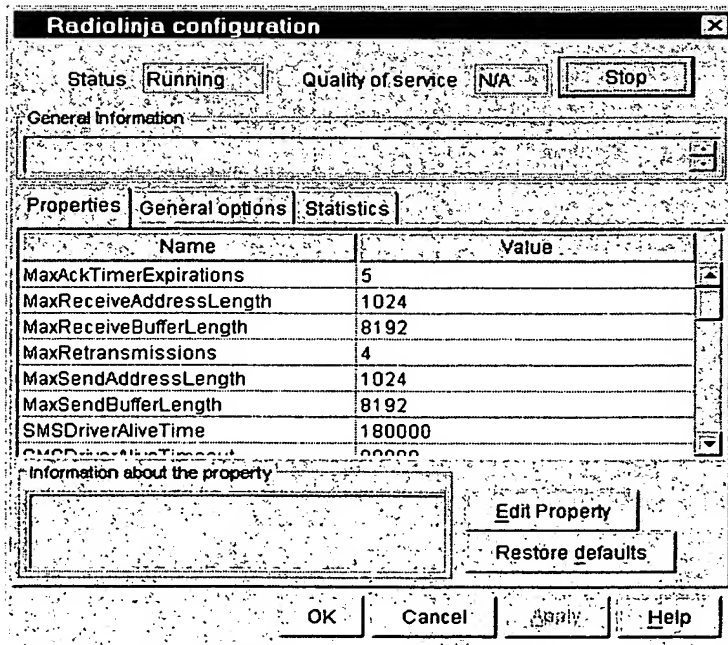 Radiolinja configuration
Status Running Quality of service N/A Stop
General Information
Properties General options Statistics
Name Value
MaxAckTimerExpirations 5
MaxReceiveAddressLength 1024
MaxReceiveBufferLength 8192
MaxRetransmissions 4
MaxSendAddressLength 1024
MaxSendBufferLength 8192
SMSDriverAliveTime 180000
SMSDriverAliveTimeout
Information about the property
Edit Property
Restore defaults
OK Cancel Apply Help